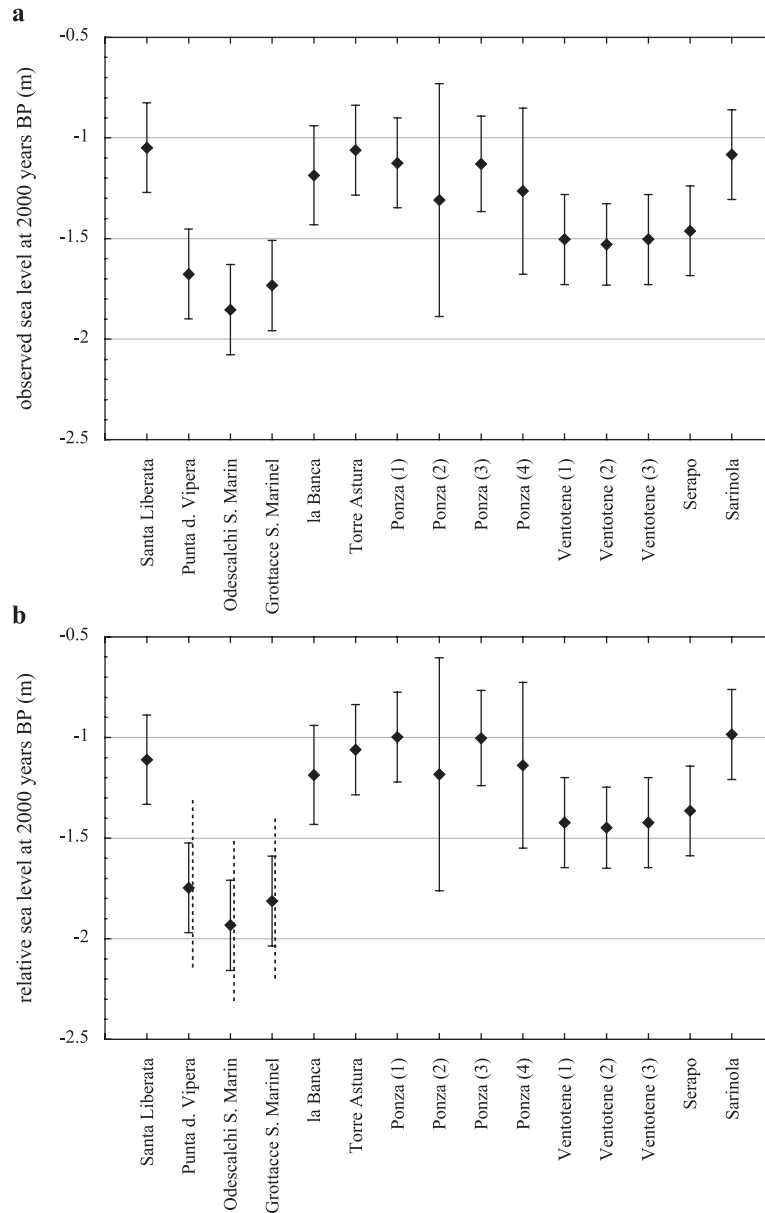 a
observed sea level at 2000 years BP (m)
-0.5
-1
-1.5
-2
-2.5
Santa Liberata
Punta d. Vipera
Odescalchi S. Marin
Grottacce S. Marinel
la Banca
Torre Astura
Ponza (1)
Ponza (2)
Ponza (3)
Ponza (4)
Ventotene (1)
Ventotene (2)
Ventotene (3)
Serapo
Sarinola
b
relative sea level at 2000 years BP (m)
-0.5
-1
-1.5
-2
-2.5
Santa Liberata
Punta d. Vipera
Odescalchi S. Marin
Grottacce S. Marinel
la Banca
Torre Astura
Ponza (1)
Ponza (2)
Ponza (3)
Ponza (4)
Ventotene (1)
Ventotene (2)
Ventotene (3)
Serapo
Sarinola